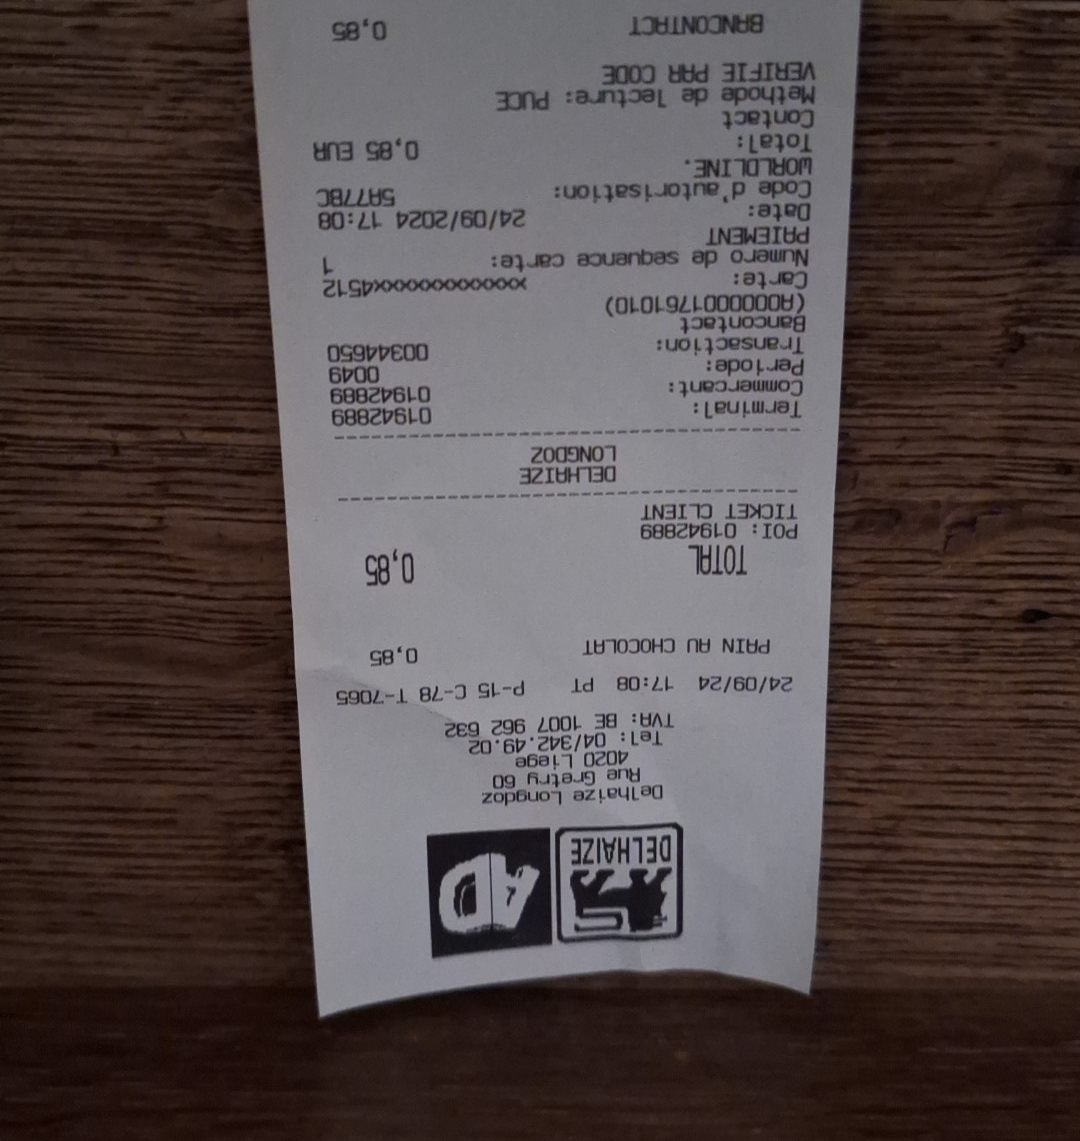 DELHAIZE
AD
Delhaize Longdoz
Rue Gretry 60
4020 Liege
Tel: 04/342.49.02
TVA: BE 1007 962 632
24/09/24 17:08 PT P-15 C-78 T-7065
PAIN AU CHOCOLAT 0,85
TOTAL 0,85
POI: 01942889
TICKET CLIENT
DELHAIZE
LONGDOZ
Terminal: 01942889
Commercant: 01942889
Periode: 0049
Transaction: 00344650
Bancontact
(A0000001761010)
Carte: xxxxxxxxxxxxx4512
Numero de sequence carte: 1
PAIEMENT
Date: 24/09/2024 17:08
Code d'autorisation: 5A77BC
WORLDLINE.
Total: 0,85 EUR
Contact
Methode de lecture: PUCE
VERIFIE PAR CODE
BANCONTACT 0,85